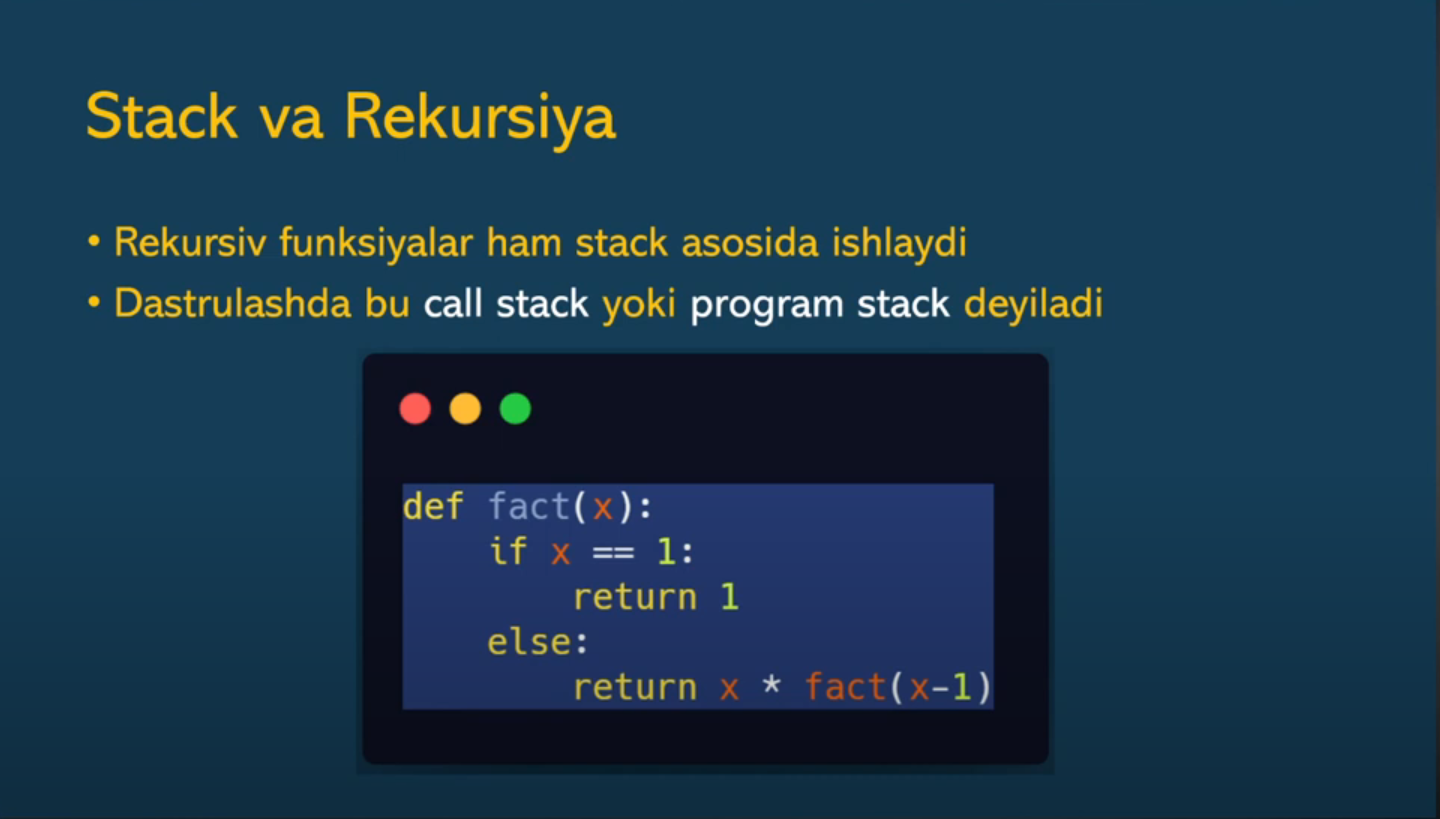 Stack va Rekursiya
• Rekursiv funksiyalar ham stack asosida ishlaydi
• Dastrulashda bu call stack yoki program stack deyiladi
def fact(x):
    if x == 1:
        return 1
    else:
        return x * fact(x-1)